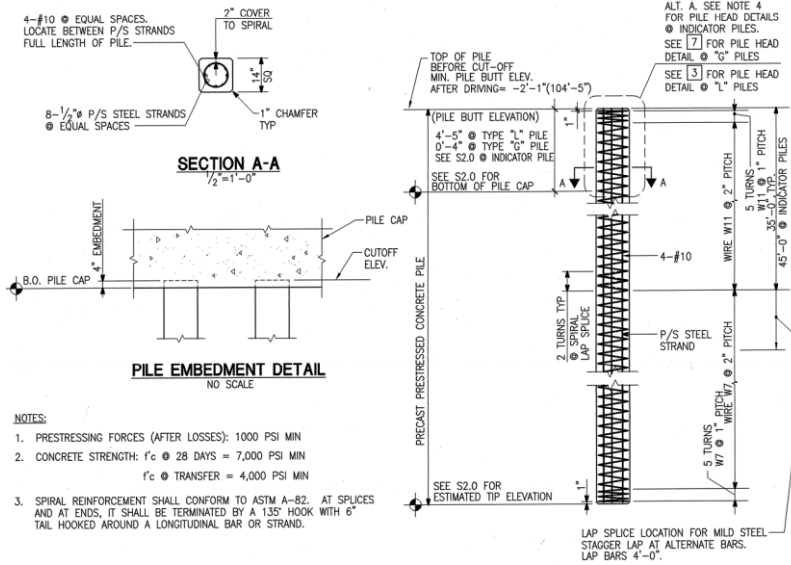 4-#10 @ EQUAL SPACES.
LOCATE BETWEEN P/S STRANDS
FULL LENGTH OF PILE.
2" COVER
TO SPIRAL
14"
SQ
8-1/2"ø P/S STEEL STRANDS
@ EQUAL SPACES
1" CHAMFER
TYP
SECTION A-A
1/2"=1'-0"
4" EMBEDMENT
PILE CAP
CUTOFF
ELEV.
B.O. PILE CAP
PILE EMBEDMENT DETAIL
NO SCALE
NOTES:
1. PRESTRESSING FORCES (AFTER LOSSES): 1000 PSI MIN
2. CONCRETE STRENGTH: f'c @ 28 DAYS = 7,000 PSI MIN
f'c @ TRANSFER = 4,000 PSI MIN
3. SPIRAL REINFORCEMENT SHALL CONFORM TO ASTM A-82. AT SPLICES
AND AT ENDS, IT SHALL BE TERMINATED BY A 135° HOOK WITH 6"
TAIL HOOKED AROUND A LONGITUDINAL BAR OR STRAND.
ALT. A. SEE NOTE 4
FOR PILE HEAD DETAILS
@ INDICATOR PILES.
SEE 7 FOR PILE HEAD
DETAIL @ "G" PILES
SEE 3 FOR PILE HEAD
DETAIL @ "L" PILES
TOP OF PILE
BEFORE CUT-OFF
MIN. PILE BUTT ELEV.
AFTER DRIVING= -2'-1"(104'-5")
(PILE BUTT ELEVATION)
4'-5" @ TYPE "L" PILE
0'-4" @ TYPE "G" PILE
SEE S2.0 @ INDICATOR PILE
SEE S2.0 FOR
BOTTOM OF PILE CAP
1"
A
A
5 TURNS
W11 @ 1" PITCH
WIRE W11 @ 2" PITCH
35'-0" TYP.
45'-0" @ INDICATOR PILES
4-#10
PRECAST PRESTRESSED CONCRETE PILE
2 TURNS TYP
@ SPIRAL
LAP SPLICE
P/S STEEL
STRAND
WIRE W7 @ 2" PITCH
5 TURNS
W7 @ 1" PITCH
SEE S2.0 FOR
ESTIMATED TIP ELEVATION
1"
LAP SPLICE LOCATION FOR MILD STEEL
STAGGER LAP AT ALTERNATE BARS.
LAP BARS 4'-0".